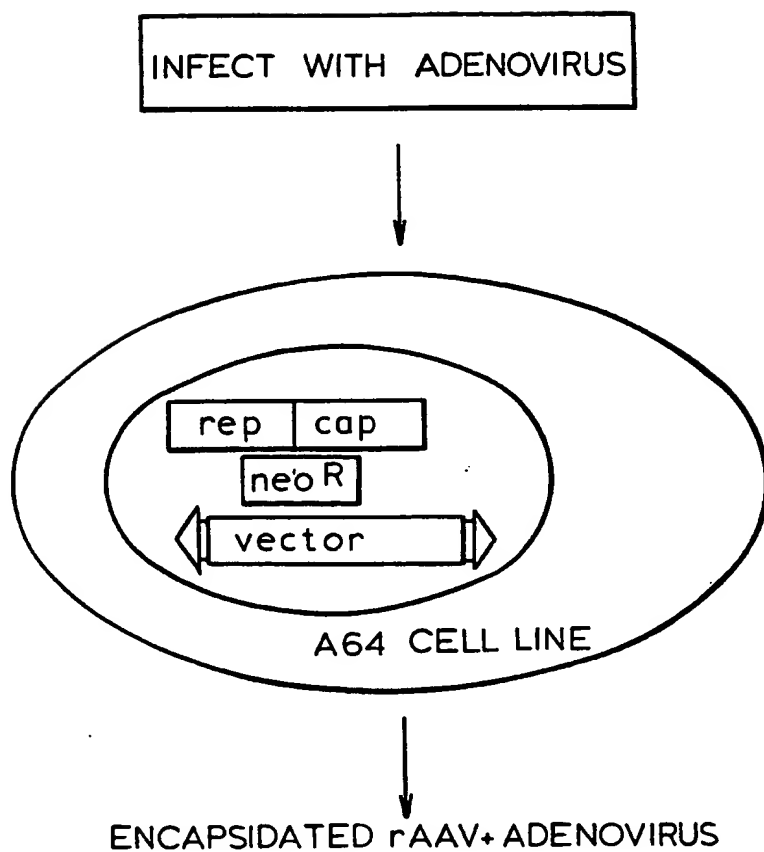 INFECT WITH ADENOVIRUS
rep cap
neo R
vector
A64 CELL LINE
ENCAPSIDATED rAAV+ ADENOVIRUS